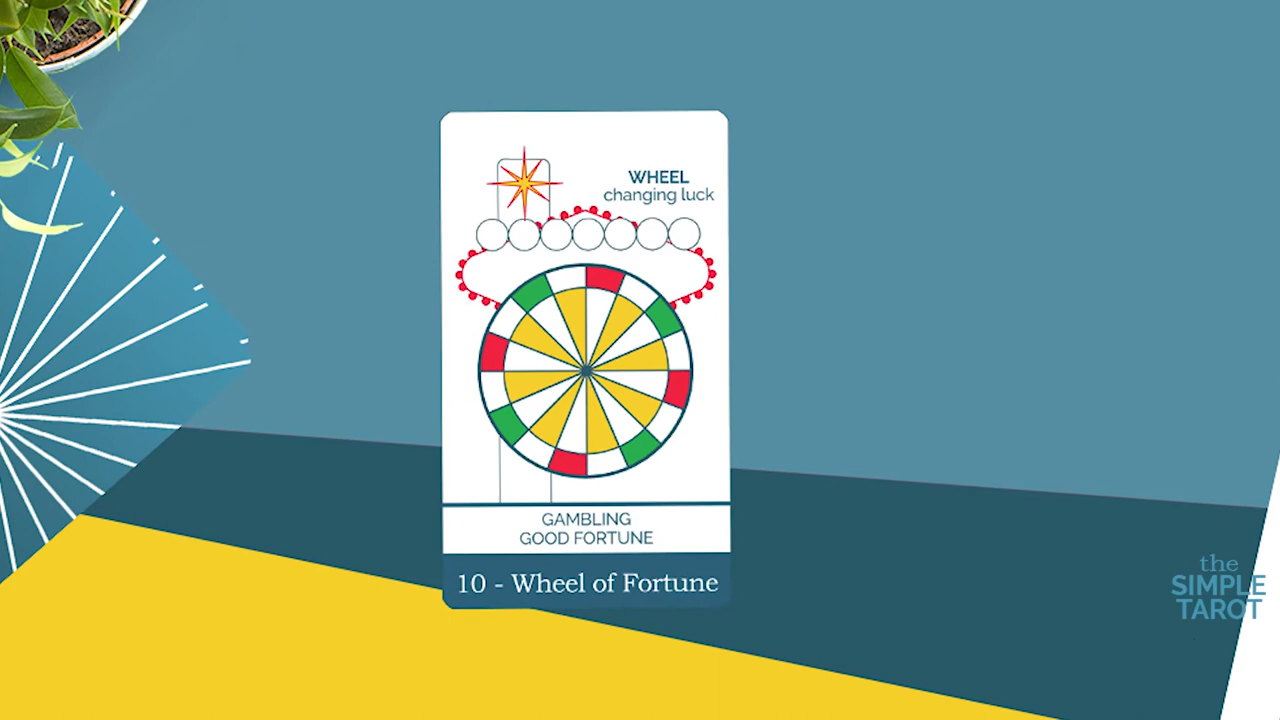 WHEEL
changing luck
GAMBLING
GOOD FORTUNE
10 - Wheel of Fortune
the
SIMPLE
TAROT